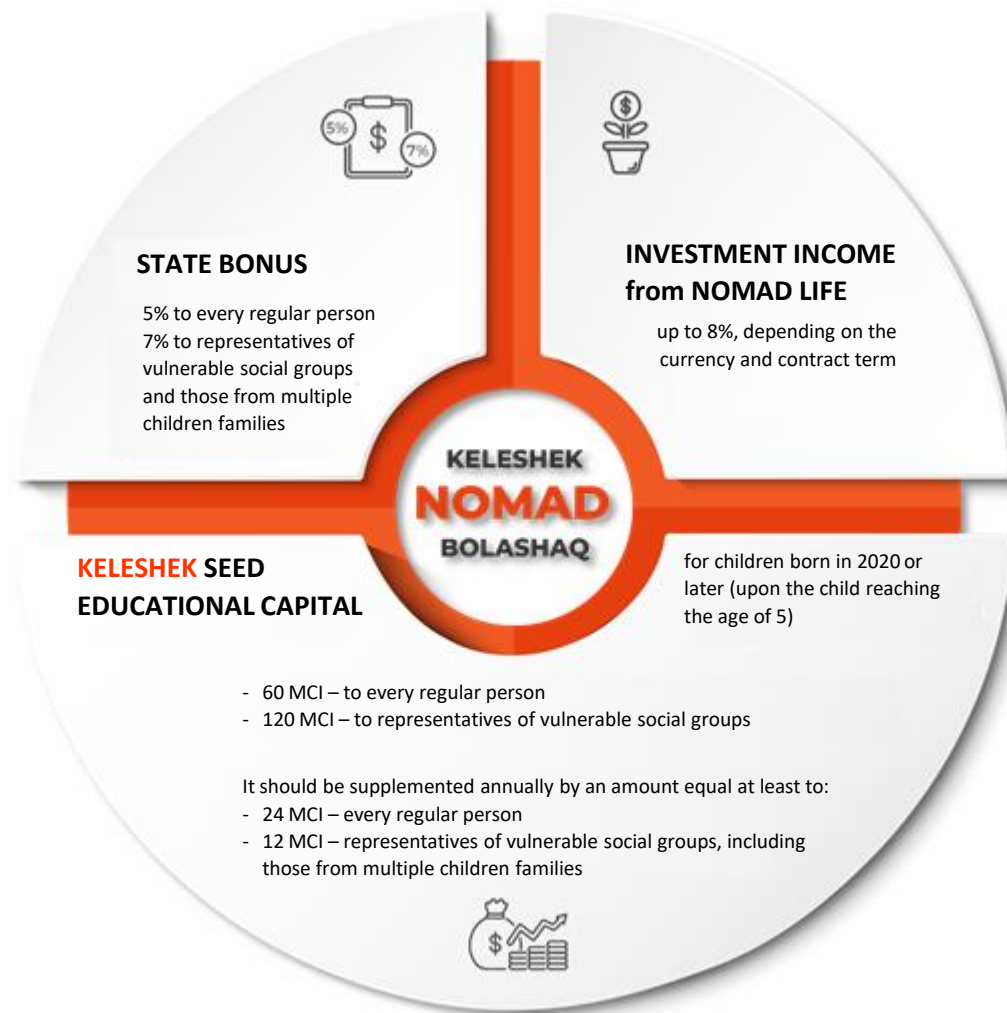 5%
$
7%
STATE BONUS
5% to every regular person
7% to representatives of
vulnerable social groups
and those from multiple
children families
$
INVESTMENT INCOME
from NOMAD LIFE
up to 8%, depending on the
currency and contract term
KELESHEK
NOMAD
BOLASHAQ
KELESHEK SEED
EDUCATIONAL CAPITAL
for children born in 2020 or
later (upon the child reaching
the age of 5)
- 60 MCI – to every regular person
- 120 MCI – to representatives of vulnerable social groups
It should be supplemented annually by an amount equal at least to:
- 24 MCI – every regular person
- 12 MCI – representatives of vulnerable social groups, including
those from multiple children families
$